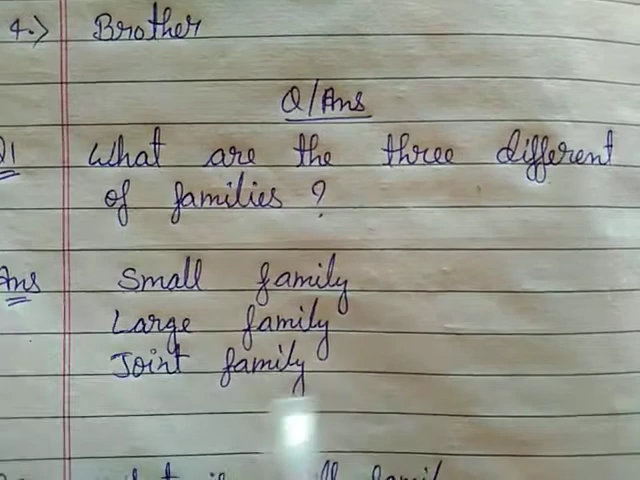 4.> Brother
Q/Ans
Q1 What are the three different
of families ?
Ans Small family
Large family
Joint family